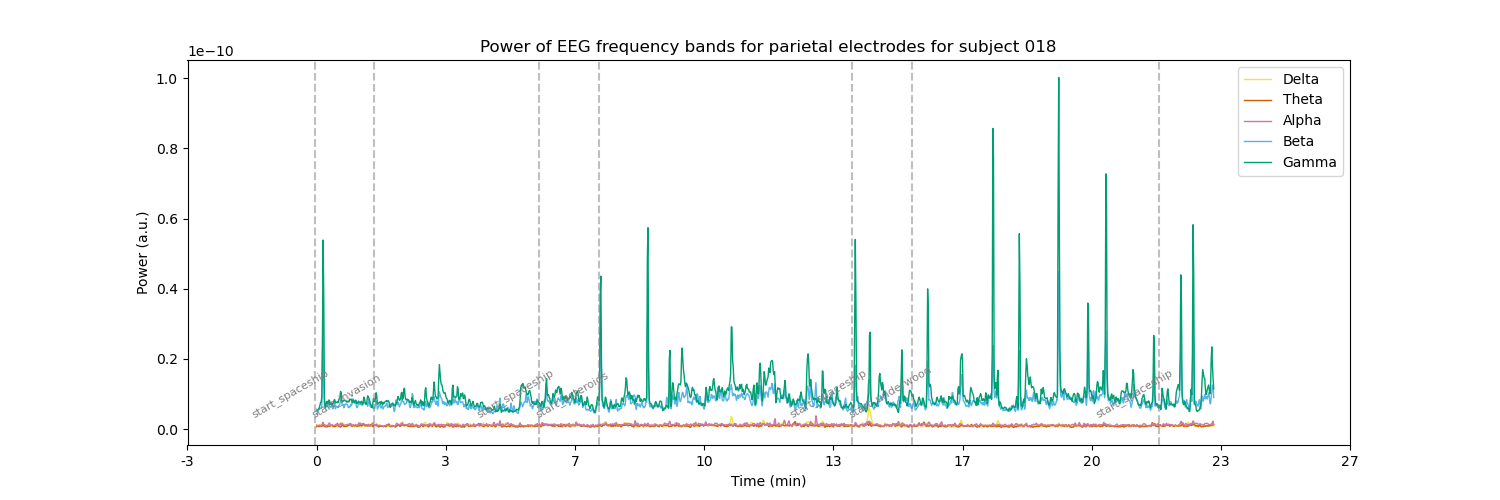 Power of EEG frequency bands for parietal electrodes for subject 018
1e−10
Delta
Theta
Alpha
Beta
Gamma
1.0
0.8
0.6
0.4
0.2
0.0
Power (a.u.)
start_spaceship
start_invasion
start_spaceship
start_asteroids
start_spaceship
start_spaceship
-3
0
3
7
10
13
17
20
23
27
Time (min)